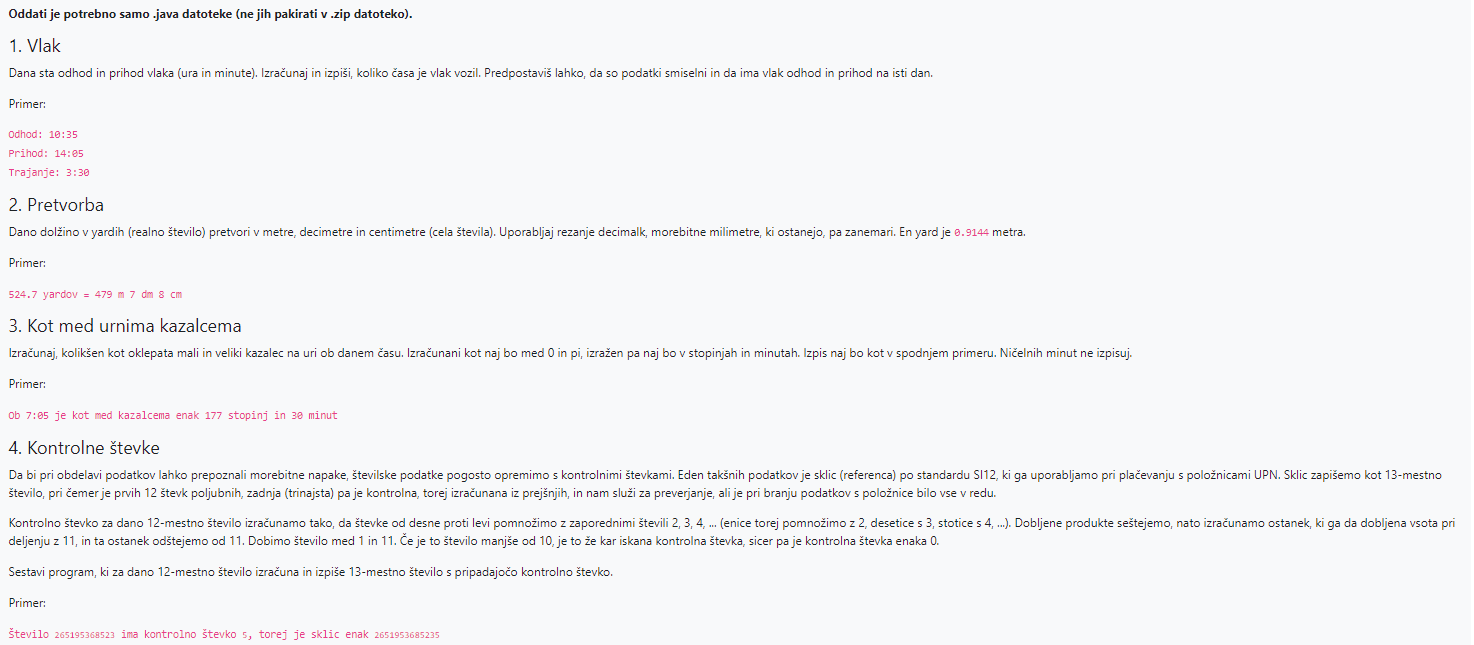 Oddati je potrebno samo .java datoteke (ne jih pakirati v .zip datoteko).
1. Vlak
Dana sta odhod in prihod vlaka (ura in minute). Izračunaj in izpiši, koliko časa je vlak vozil. Predpostaviš lahko, da so podatki smiselni in da ima vlak odhod in prihod na isti dan.
Primer:
Odhod: 10:35
Prihod: 14:05
Trajanje: 3:30
2. Pretvorba
Dano dolžino v yardih (realno število) pretvori v metre, decimetre in centimetre (cela števila). Uporabljaj rezanje decimalk, morebitne milimetre, ki ostanejo, pa zanemari. En yard je 0.9144 metra.
Primer:
524.7 yardov = 479 m 7 dm 8 cm
3. Kot med urnima kazalcema
Izračunaj, kolikšen kot oklepata mali in veliki kazalec na uri ob danem času. Izračunani kot naj bo med 0 in pi, izražen pa naj bo v stopinjah in minutah. Izpis naj bo kot v spodnjem primeru. Ničelnih minut ne izpisuj.
Primer:
Ob 7:05 je kot med kazalcema enak 177 stopinj in 30 minut
4. Kontrolne števke
Da bi pri obdelavi podatkov lahko prepoznali morebitne napake, številske podatke pogosto opremimo s kontrolnimi števkami. Eden takšnih podatkov je sklic (referenca) po standardu SI12, ki ga uporabljamo pri plačevanju s položnicami UPN. Sklic zapišemo kot 13-mestno
število, pri čemer je prvih 12 števk poljubnih, zadnja (trinajsta) pa je kontrolna, torej izračunana iz prejšnjih, in nam služi za preverjanje, ali je pri branju podatkov s položnice bilo vse v redu.
Kontrolno števko za dano 12-mestno število izračunamo tako, da števke od desne proti levi pomnožimo z zaporednimi števili 2, 3, 4, ... (enice torej pomnožimo z 2, desetice s 3, stotice s 4, ...). Dobljene produkte seštejemo, nato izračunamo ostanek, ki ga da dobljena vsota pri
deljenju z 11, in ta ostanek odštejemo od 11. Dobimo število med 1 in 11. Če je to število manjše od 10, je to že kar iskana kontrolna števka, sicer pa je kontrolna števka enaka 0.
Sestavi program, ki za dano 12-mestno število izračuna in izpiše 13-mestno število s pripadajočo kontrolno števko.
Primer:
Število 265195368523 ima kontrolno števko 5, torej je sklic enak 2651953685235